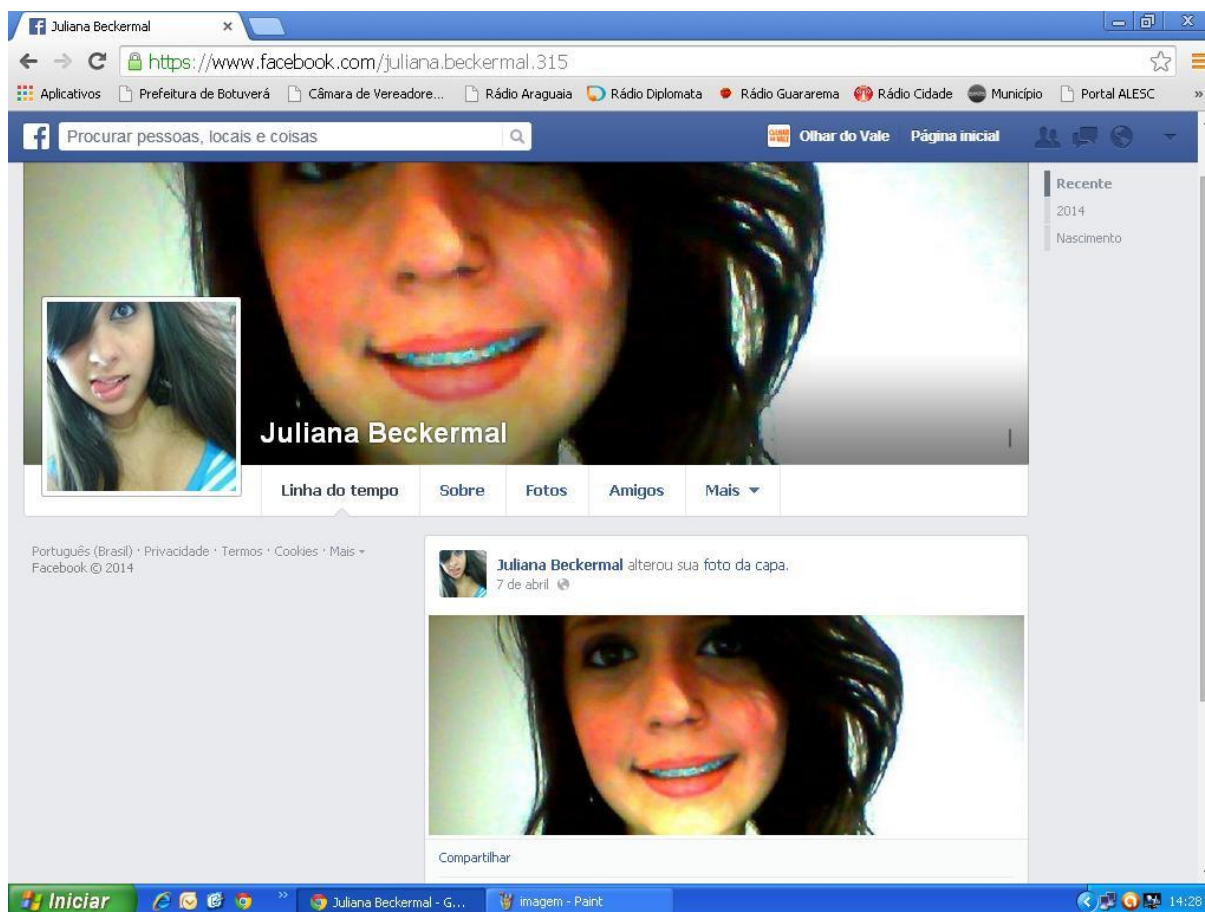 Juliana Beckermal
https://www.facebook.com/juliana.beckermal.315
Aplicativos Prefeitura de Botuverá Câmara de Vereadore... Rádio Araguaia Rádio Diplomata Rádio Guararema Rádio Cidade Município Portal ALESC »
Procurar pessoas, locais e coisas Olhar do Vale Página inicial
Recente
2014
Nascimento
Juliana Beckermal
Linha do tempo Sobre Fotos Amigos Mais
Português (Brasil) · Privacidade · Termos · Cookies · Mais
Facebook © 2014
Juliana Beckermal alterou sua foto da capa.
7 de abril
Compartilhar
Iniciar » Juliana Beckermal - G... imagem - Paint 14:28